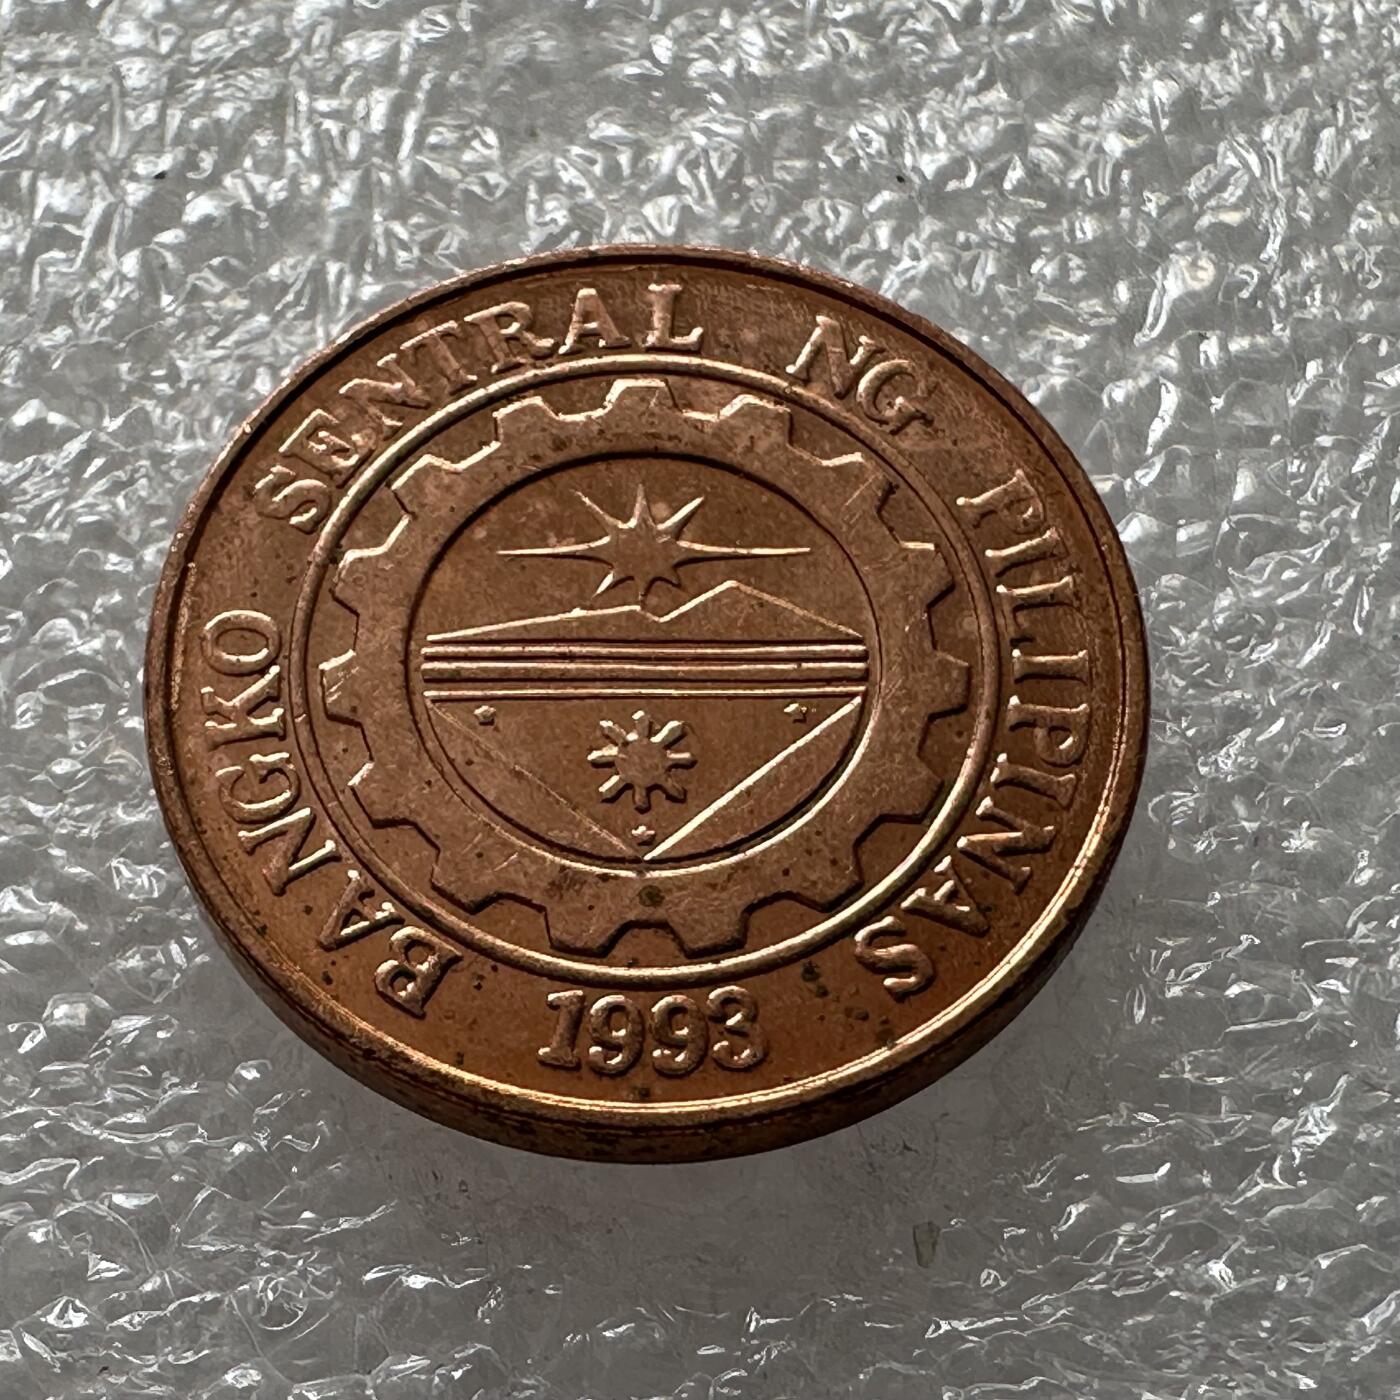 BANGKO SENTRAL NG PILIPINAS
1993